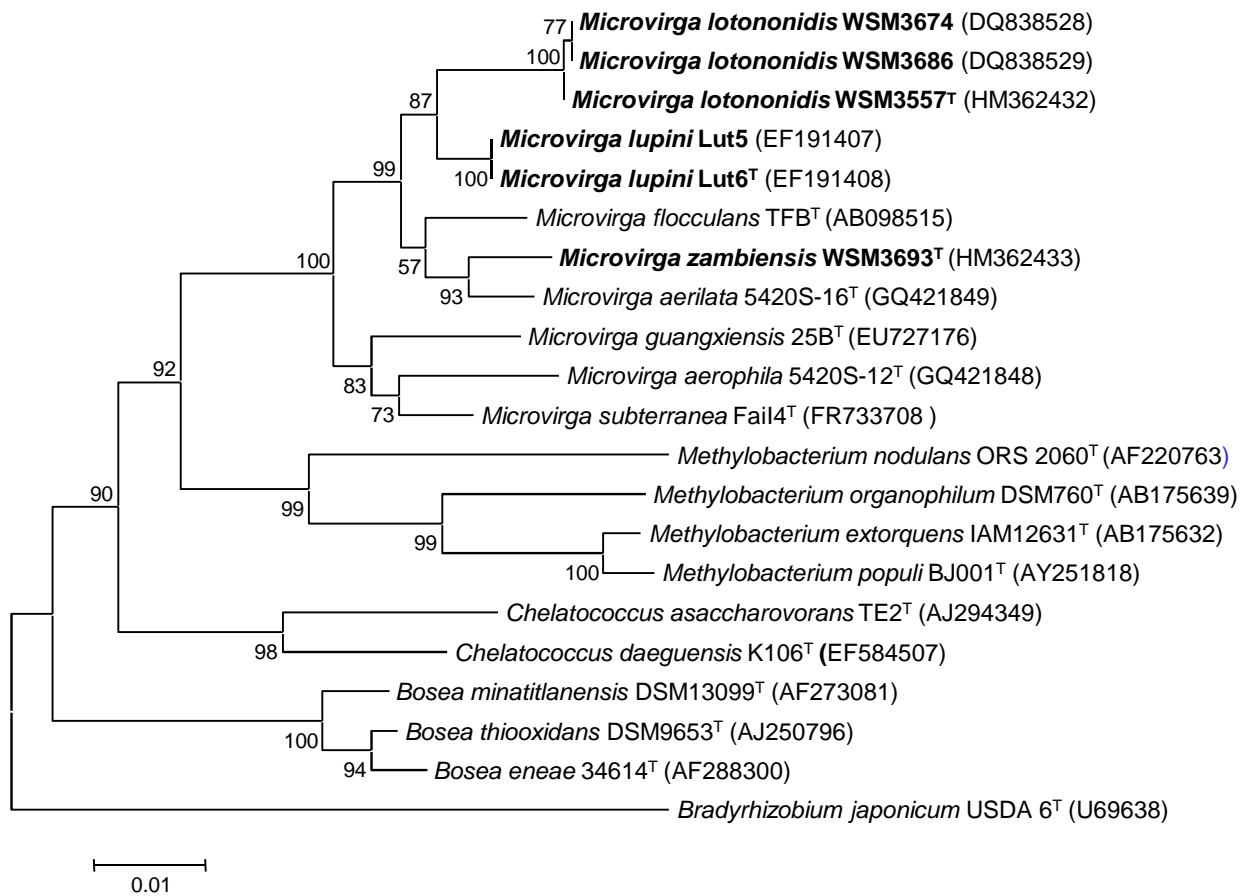 77
Microvirga lotononidis WSM3674 (DQ838528)
Microvirga lotononidis WSM3686 (DQ838529)
100
Microvirga lotononidis WSM3557ᵀ (HM362432)
87
Microvirga lupini Lut5 (EF191407)
99
100
Microvirga lupini Lut6ᵀ (EF191408)
Microvirga flocculans TFBᵀ (AB098515)
100
57
Microvirga zambiensis WSM3693ᵀ (HM362433)
93
Microvirga aerilata 5420S-16ᵀ (GQ421849)
Microvirga guangxiensis 25Bᵀ (EU727176)
92
83
Microvirga aerophila 5420S-12ᵀ (GQ421848)
73
Microvirga subterranea FaiI4ᵀ (FR733708 )
Methylobacterium nodulans ORS 2060ᵀ (AF220763)
90
99
Methylobacterium organophilum DSM760ᵀ (AB175639)
99
Methylobacterium extorquens IAM12631ᵀ (AB175632)
100
Methylobacterium populi BJ001ᵀ (AY251818)
Chelatococcus asaccharovorans TE2ᵀ (AJ294349)
98
Chelatococcus daeguensis K106ᵀ (EF584507)
Bosea minatitlanensis DSM13099ᵀ (AF273081)
100
Bosea thiooxidans DSM9653ᵀ (AJ250796)
94
Bosea eneae 34614ᵀ (AF288300)
Bradyrhizobium japonicum USDA 6ᵀ (U69638)
0.01